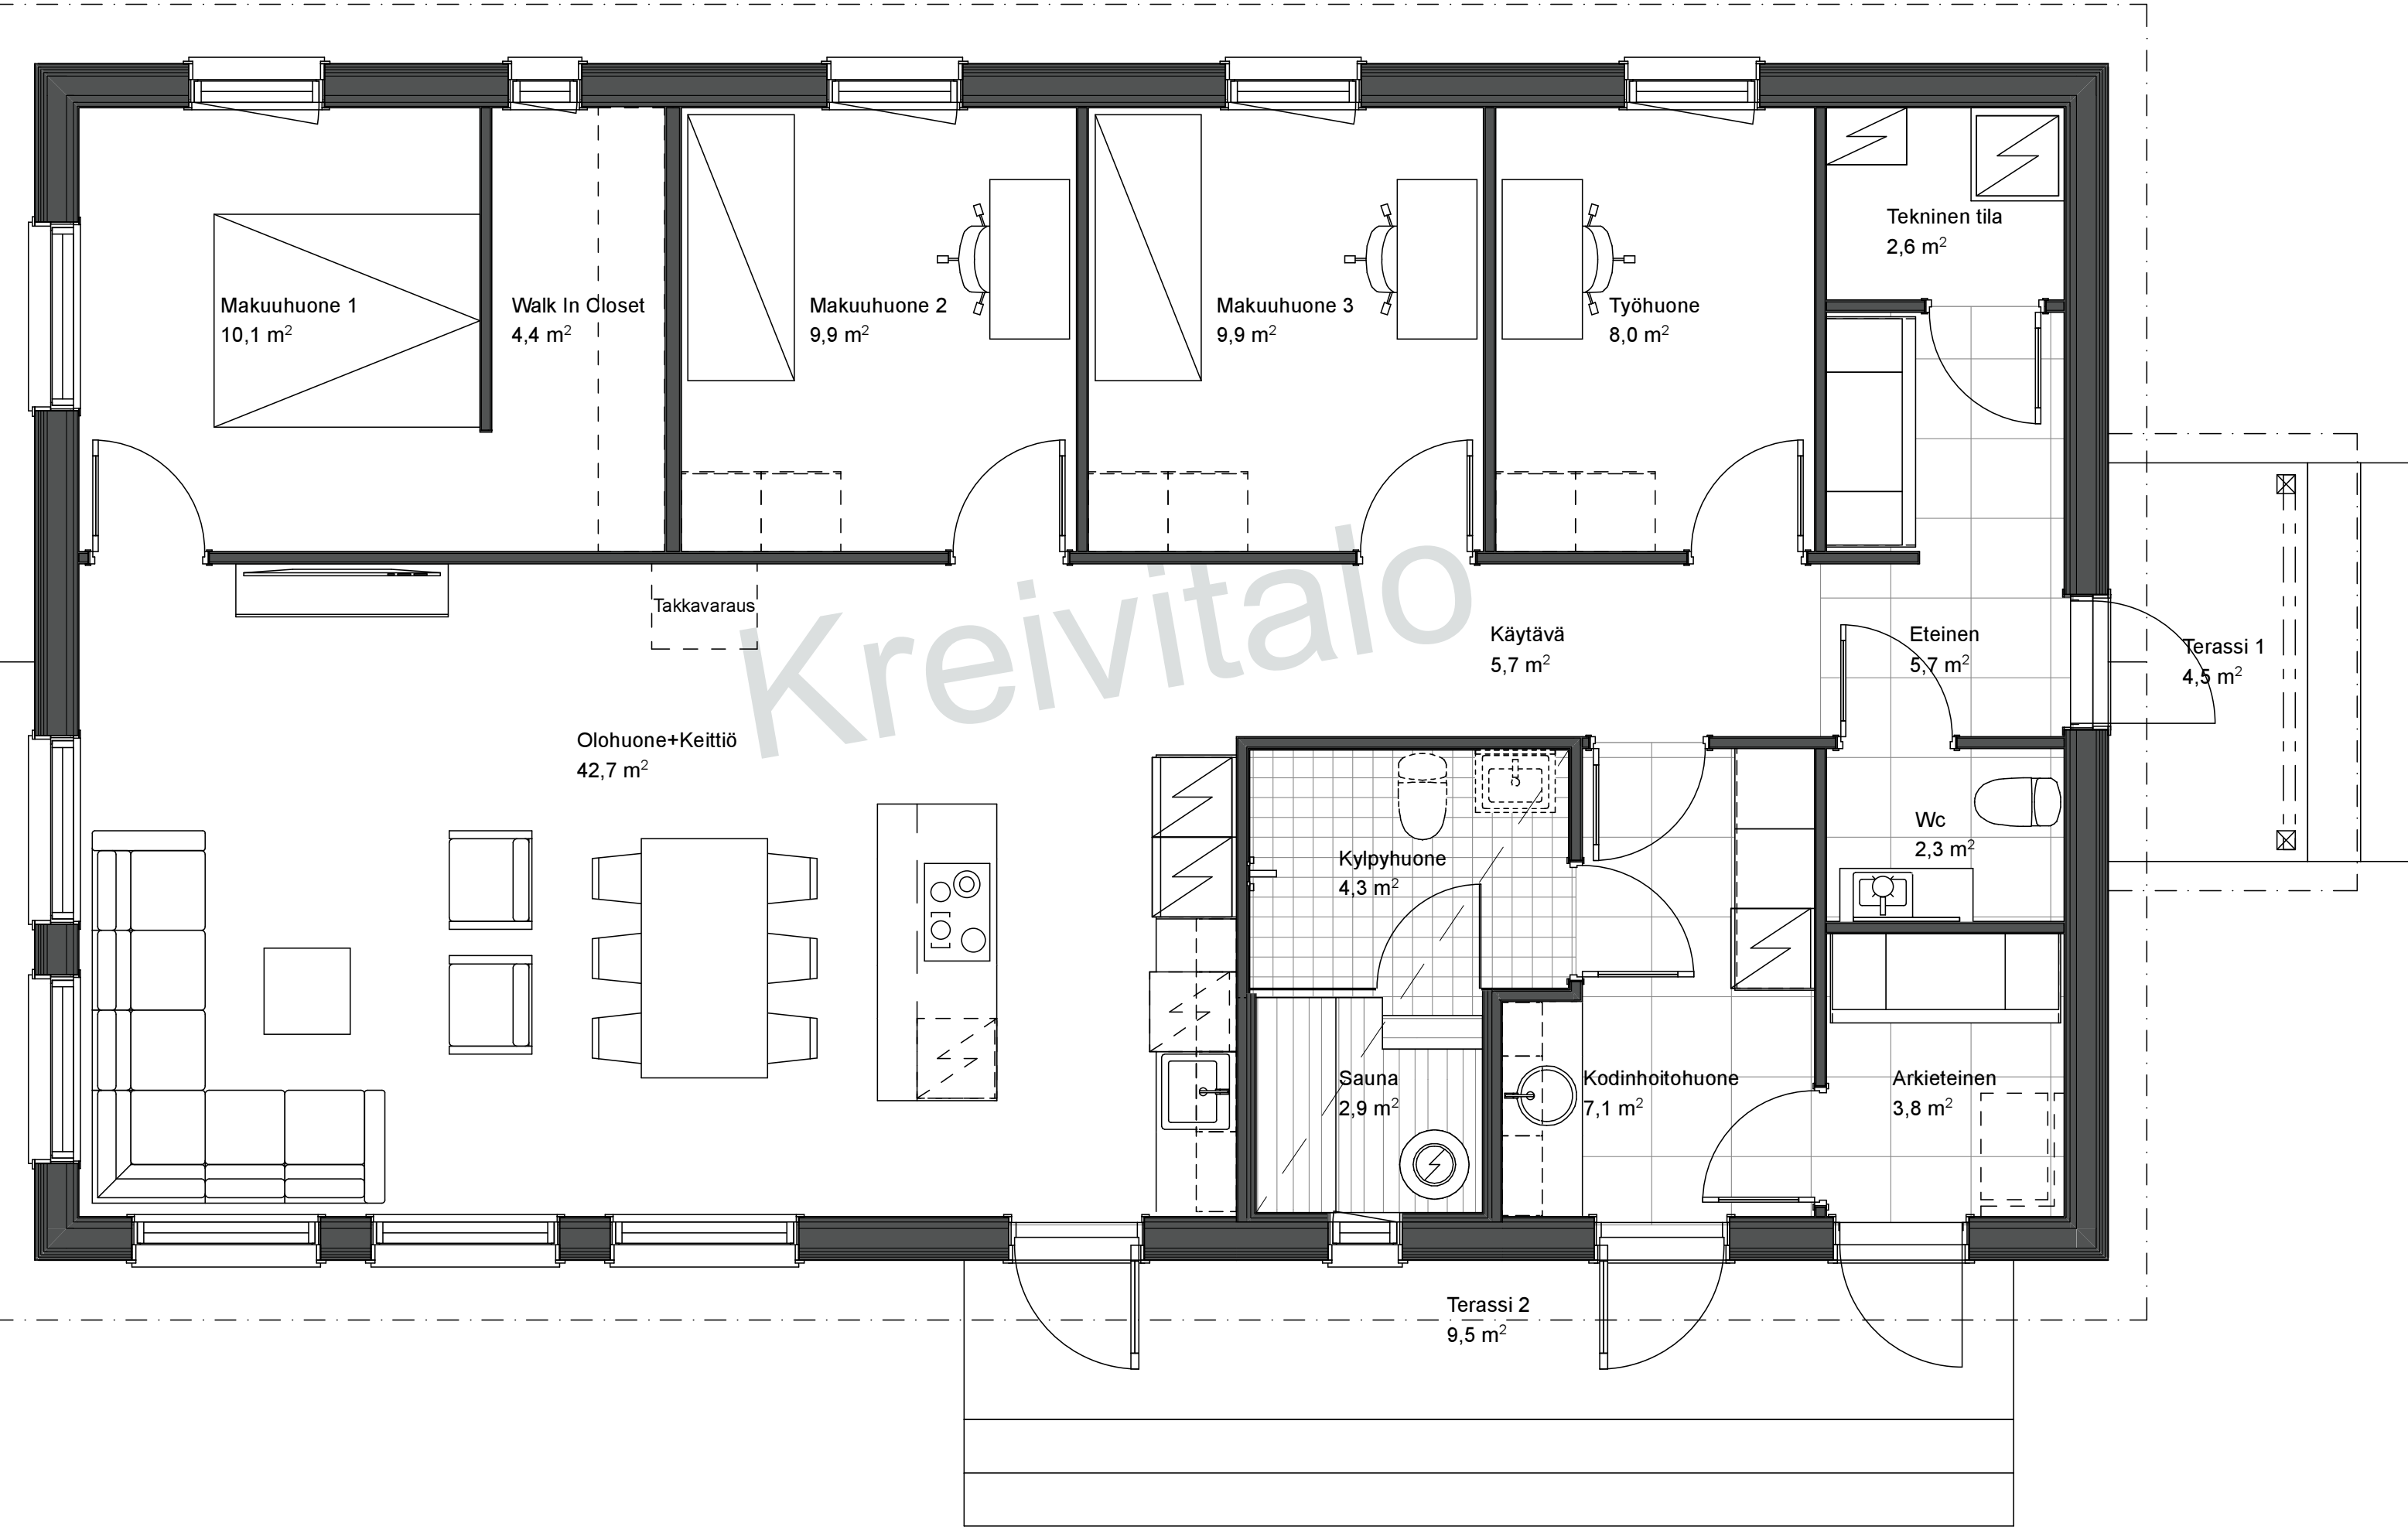 Tekninen tila
2,6 m²
Makuuhuone 1
10,1 m²
Walk In Closet
4,4 m²
Makuuhuone 2
9,9 m²
Makuuhuone 3
9,9 m²
Työhuone
8,0 m²
Takkavaraus
Kreivitalo
Käytävä
5,7 m²
Eteinen
5,7 m²
Terassi 1
4,5 m²
Olohuone+Keittiö
42,7 m²
Wc
2,3 m²
Kylpyhuone
4,3 m²
Sauna
2,9 m²
Kodinhoitohuone
7,1 m²
Arkieteinen
3,8 m²
Terassi 2
9,5 m²